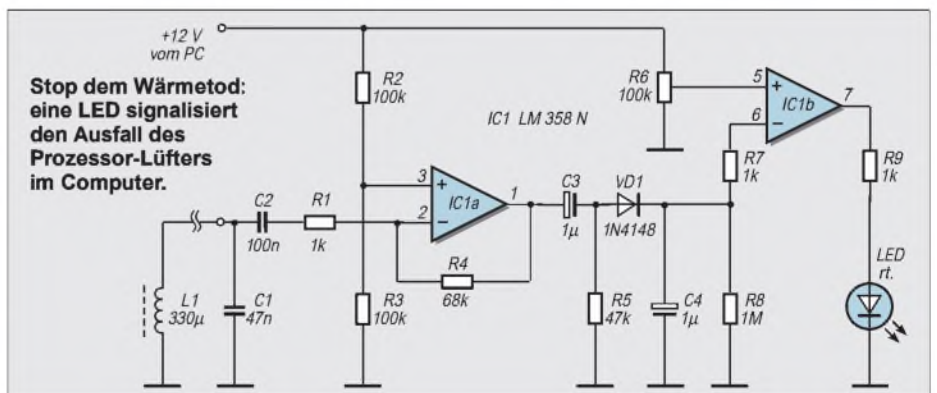 +12 V
vom PC
Stop dem Wärmetod:
eine LED signalisiert
den Ausfall des
Prozessor-Lüfters
im Computer.
R2
100k
IC1 LM 358 N
R6
100k
5
+
6
–
IC1b
7
R7
1k
R9
1k
C2
100n
R1
1k
3
+
2
–
IC1a
1
C3
1µ
VD1
1N4148
R4
68k
LED
rt.
L1
330µ
C1
47n
R3
100k
R5
47k
C4
1µ
R8
1M